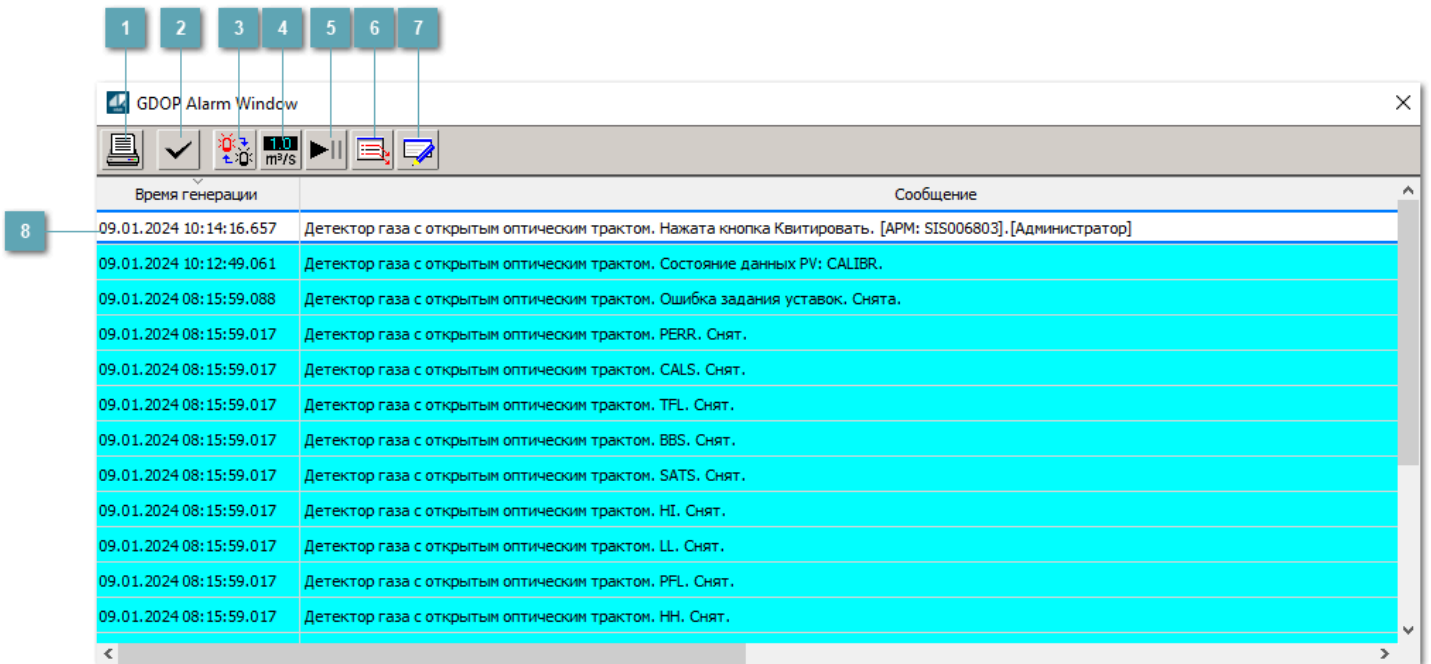 1 2 3 4 5 6 7
GDOP Alarm Window
1.0
m³/s
Время генерации Сообщение
8
09.01.2024 10:14:16.657 Детектор газа с открытым оптическим трактом. Нажата кнопка Квитировать. [АРМ: SIS006803].[Администратор]
09.01.2024 10:12:49.061 Детектор газа с открытым оптическим трактом. Состояние данных PV: CALIBR.
09.01.2024 08:15:59.088 Детектор газа с открытым оптическим трактом. Ошибка задания уставок. Снята.
09.01.2024 08:15:59.017 Детектор газа с открытым оптическим трактом. PERR. Снят.
09.01.2024 08:15:59.017 Детектор газа с открытым оптическим трактом. CALS. Снят.
09.01.2024 08:15:59.017 Детектор газа с открытым оптическим трактом. TFL. Снят.
09.01.2024 08:15:59.017 Детектор газа с открытым оптическим трактом. BBS. Снят.
09.01.2024 08:15:59.017 Детектор газа с открытым оптическим трактом. SATS. Снят.
09.01.2024 08:15:59.017 Детектор газа с открытым оптическим трактом. HI. Снят.
09.01.2024 08:15:59.017 Детектор газа с открытым оптическим трактом. LL. Снят.
09.01.2024 08:15:59.017 Детектор газа с открытым оптическим трактом. PFL. Снят.
09.01.2024 08:15:59.017 Детектор газа с открытым оптическим трактом. HH. Снят.